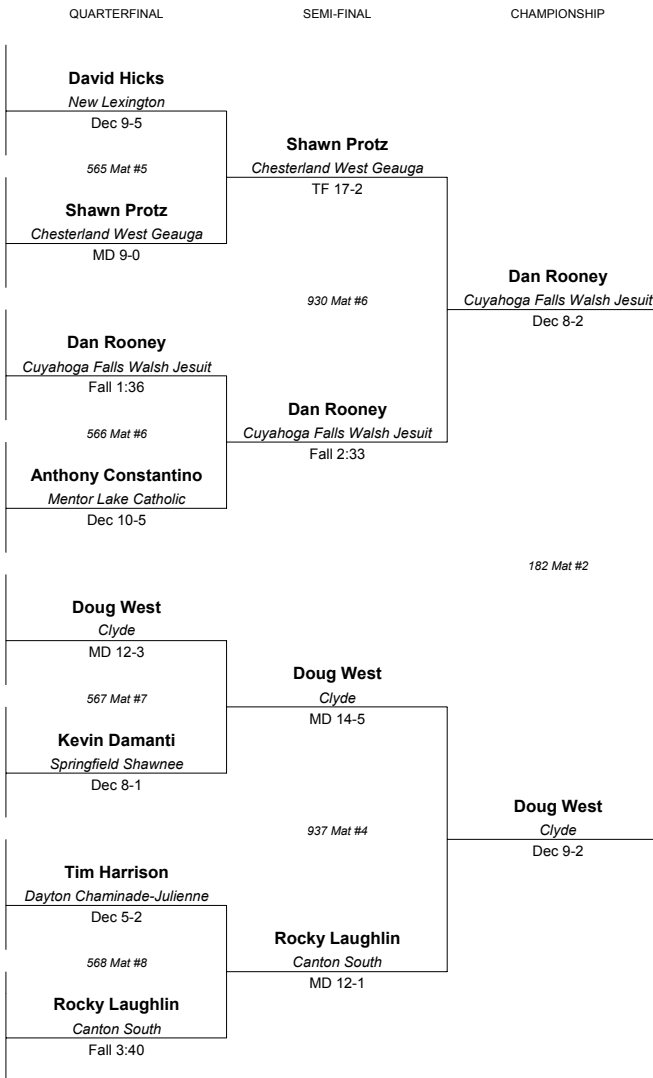 QUARTERFINAL
SEMI-FINAL
CHAMPIONSHIP
David Hicks
New Lexington
Dec 9-5
565 Mat #5
Shawn Protz
Chesterland West Geauga
MD 9-0
Dan Rooney
Cuyahoga Falls Walsh Jesuit
Fall 1:36
566 Mat #6
Anthony Constantino
Mentor Lake Catholic
Dec 10-5
Doug West
Clyde
MD 12-3
567 Mat #7
Kevin Damanti
Springfield Shawnee
Dec 8-1
Tim Harrison
Dayton Chaminade-Julienne
Dec 5-2
568 Mat #8
Rocky Laughlin
Canton South
Fall 3:40
Shawn Protz
Chesterland West Geauga
TF 17-2
930 Mat #6
Dan Rooney
Cuyahoga Falls Walsh Jesuit
Fall 2:33
Doug West
Clyde
MD 14-5
937 Mat #4
Rocky Laughlin
Canton South
MD 12-1
Dan Rooney
Cuyahoga Falls Walsh Jesuit
Dec 8-2
182 Mat #2
Doug West
Clyde
Dec 9-2